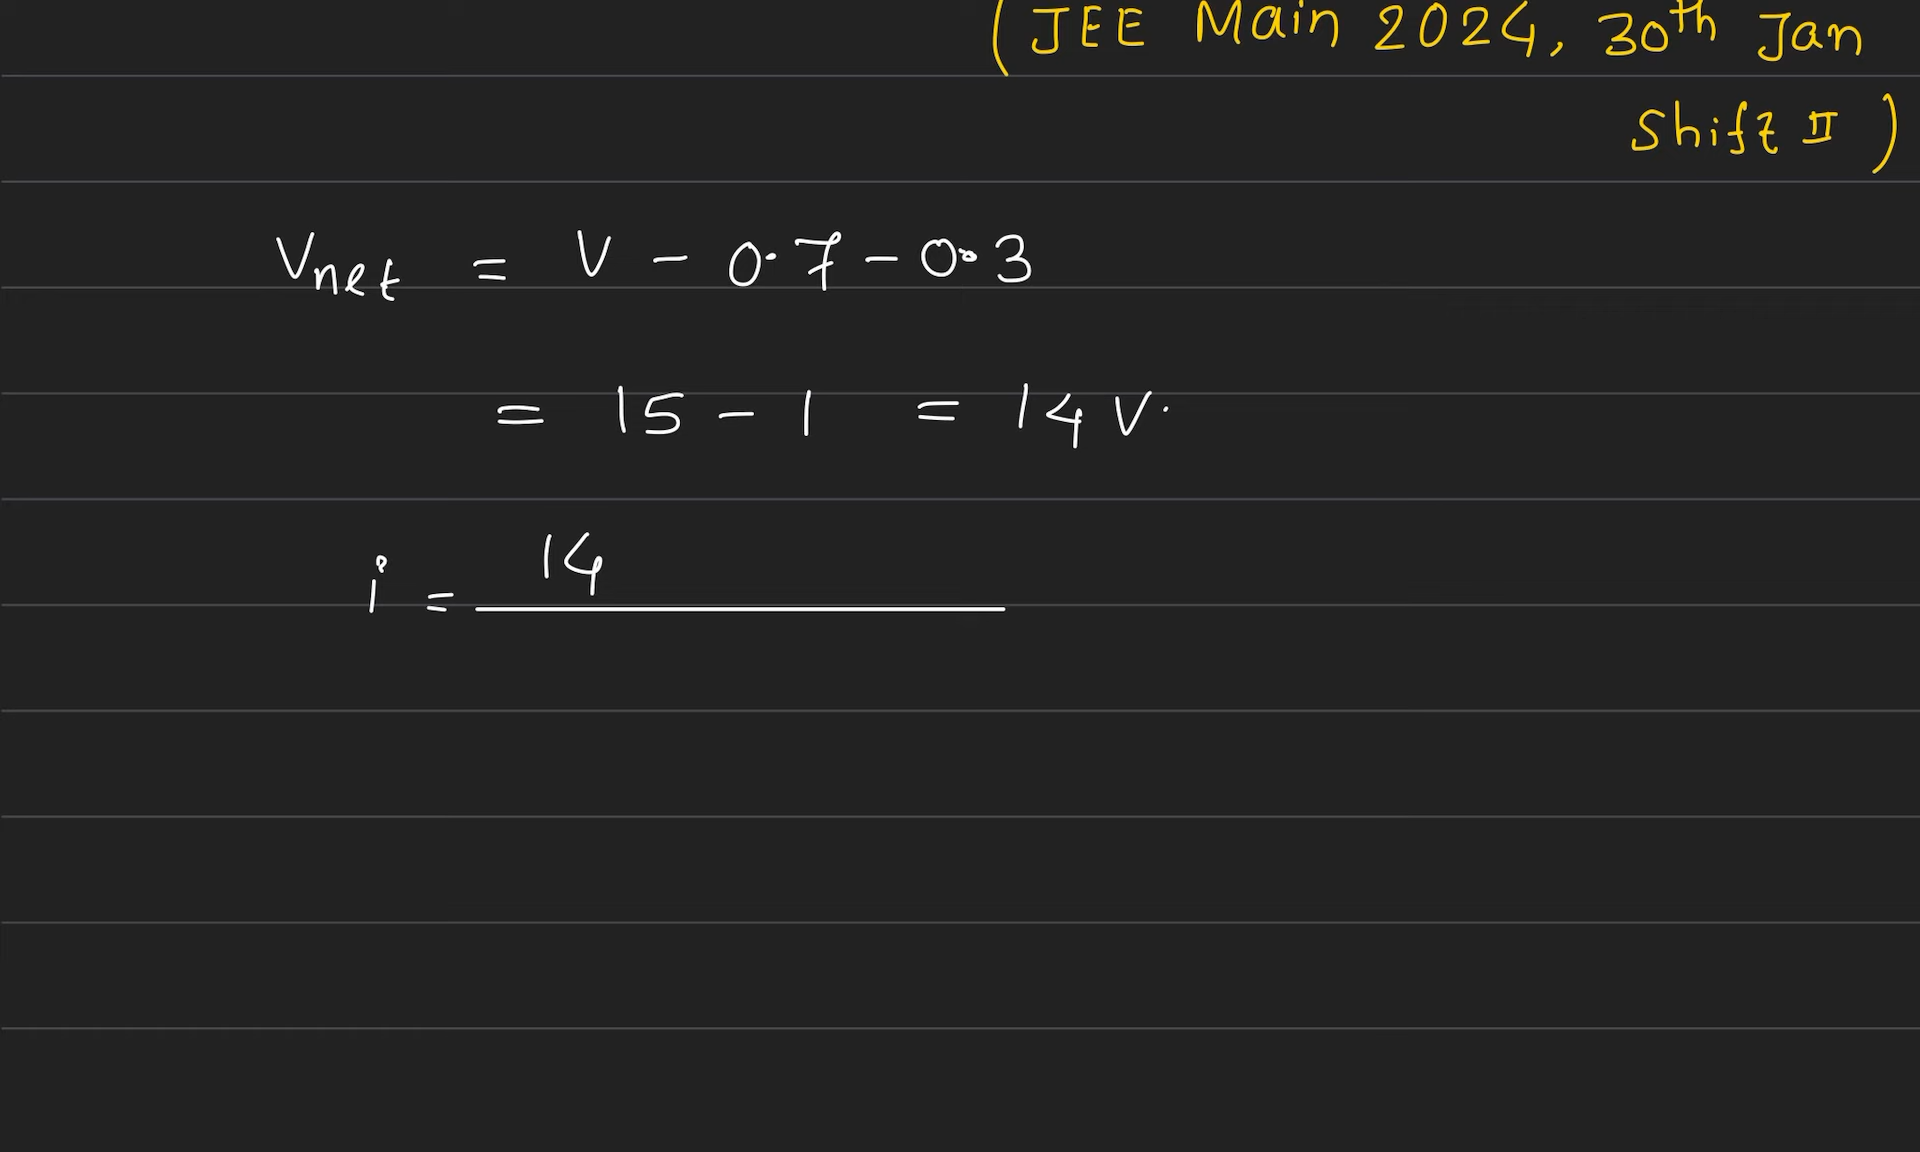 (JEE Main 2024, 30th Jan
Shift II)
Vnet = V - 0.7 - 0.3
= 15 - 1 = 14 V.
i = 14